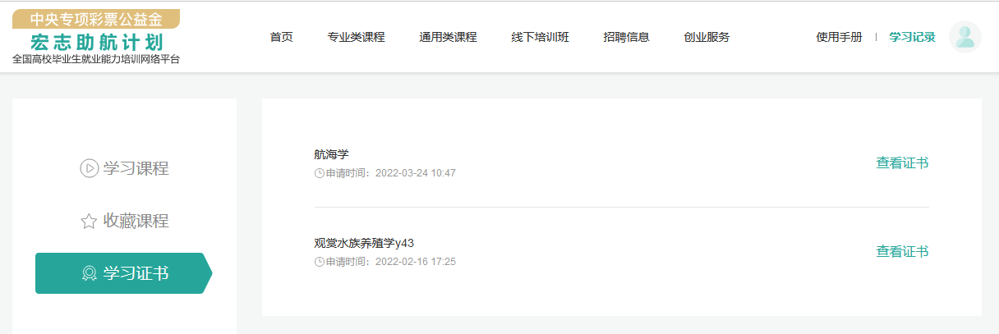 中央专项彩票公益金
宏志助航计划
全国高校毕业生就业能力培训网络平台
首页 专业类课程 通用类课程 线下培训班 招聘信息 创业服务 使用手册 | 学习记录
学习课程
收藏课程
学习证书
航海学
申请时间：2022-03-24 10:47
查看证书
观赏水族养殖学y43
申请时间：2022-02-16 17:25
查看证书